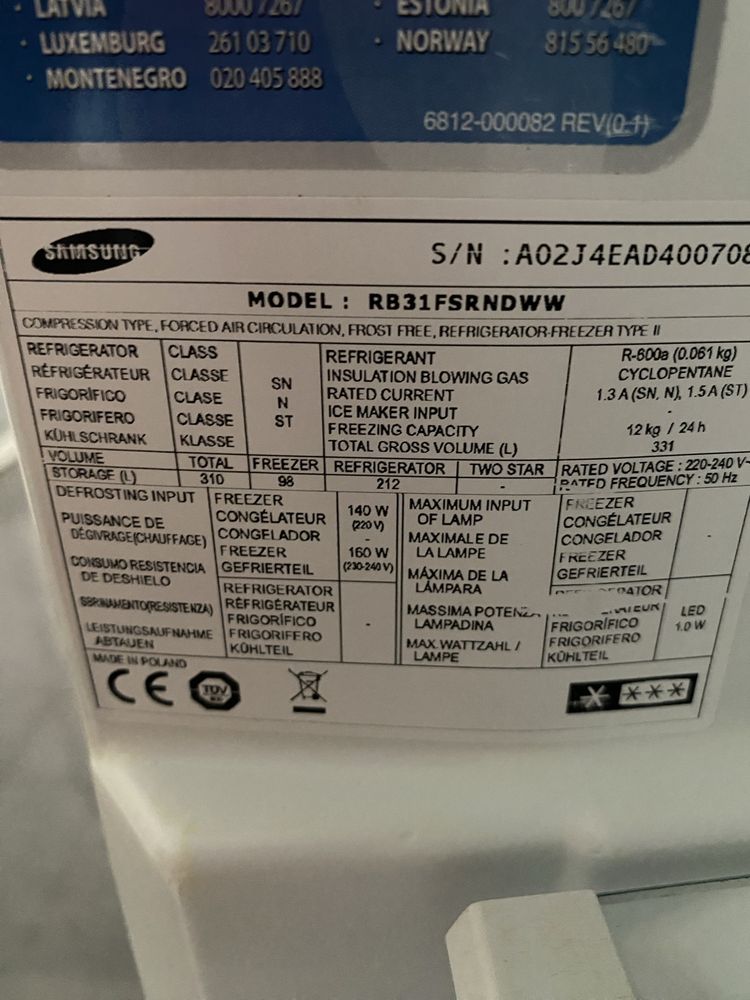 · LATVIA 8000 7267 · ESTONIA 800 7267
· LUXEMBURG 261 03 710 · NORWAY 815 56 480
· MONTENEGRO 020 405 888
6812-000082 REV(0.1)
SAMSUNG S/N :A02J4EAD400708
MODEL : RB31FSRNDWW
COMPRESSION TYPE, FORCED AIR CIRCULATION, FROST FREE, REFRIGERATOR-FREEZER TYPE II
REFRIGERATOR CLASS
RÉFRIGÉRATEUR CLASSE
FRIGORÍFICO CLASE
FRIGORIFERO CLASSE
KÜHLSCHRANK KLASSE
SN
N
ST
REFRIGERANT R-600a (0.061 kg)
INSULATION BLOWING GAS CYCLOPENTANE
RATED CURRENT 1.3 A (SN, N), 1.5 A (ST)
ICE MAKER INPUT -
FREEZING CAPACITY 12 kg / 24 h
TOTAL GROSS VOLUME (L) 331
VOLUME TOTAL FREEZER REFRIGERATOR TWO STAR RATED VOLTAGE : 220-240 V~
STORAGE (L) 310 98 212 - RATED FREQUENCY : 50 Hz
DEFROSTING INPUT
PUISSANCE DE
DÉGIVRAGE(CHAUFFAGE)
CONSUMO RESISTENCIA
DE DESHIELO
SBRINAMENTO(RESISTENZA)
LEISTUNGSAUFNAHME
ABTAUEN
FREEZER
CONGÉLATEUR
CONGELADOR
FREEZER
GEFRIERTEIL
140 W
(220 V)
-
160 W
(230-240 V)
REFRIGERATOR
RÉFRIGÉRATEUR
FRIGORÍFICO
FRIGORIFERO
KÜHLTEIL
-
MAXIMUM INPUT
OF LAMP
MAXIMALE DE
LA LAMPE
MÁXIMA DE LA
LÁMPARA
MASSIMA POTENZA
LAMPADINA
MAX. WATTZAHL /
LAMPE
FREEZER
CONGÉLATEUR
CONGELADOR
FREEZER
GEFRIERTEIL
-
FRIGORÍFICO
FRIGORIFERO
KÜHLTEIL
LED
1.0 W
MADE IN POLAND
CE TÜV